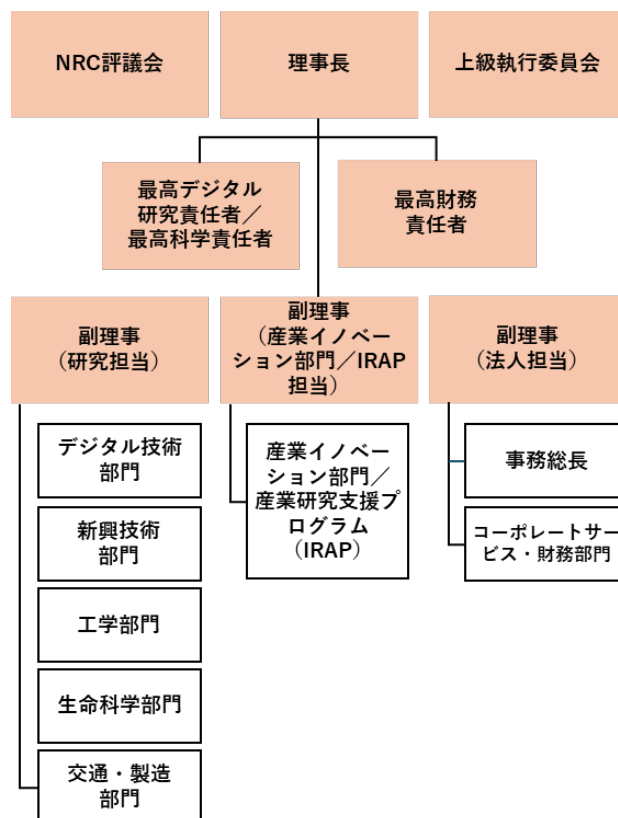 NRC評議会
理事長
上級執行委員会
最高デジタル
研究責任者／
最高科学責任者
最高財務
責任者
副理事
（研究担当）
副理事
（産業イノベー
ション部門／IRAP
担当）
副理事
（法人担当）
デジタル技術
部門
新興技術
部門
工学部門
生命科学部門
交通・製造
部門
産業イノベー
ション部門／
産業研究支援プ
ログラム
（IRAP）
事務総長
コーポレートサー
ビス・財務部門